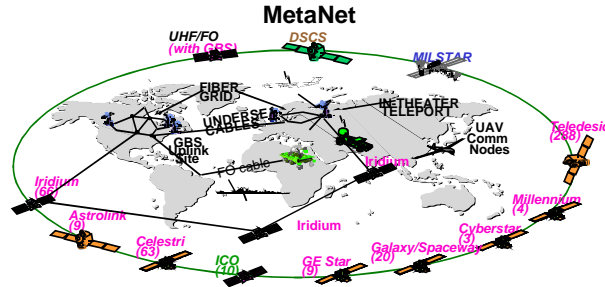 MetaNet
UHF/FO
(with GBS)
DSCS
MILSTAR
FIBER
GRID
IN-THEATER
TELEPORT
UNDERSEA
CABLES
UAV
Comm
Nodes
Teledesic
(288)
GBS
Uplink
Site
FO cable
Iridium
Iridium
(66)
Millennium
(4)
Astrolink
(9)
Iridium
Cyberstar
(3)
Celestri
(63)
Galaxy/Spaceway
(20)
ICO
(10)
GE Star
(9)